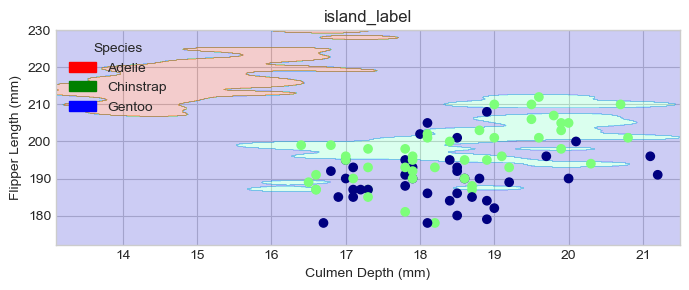 island_label
Species
Adelie
Chinstrap
Gentoo
Flipper Length (mm)
230
220
210
200
190
180
14 15 16 17 18 19 20 21
Culmen Depth (mm)